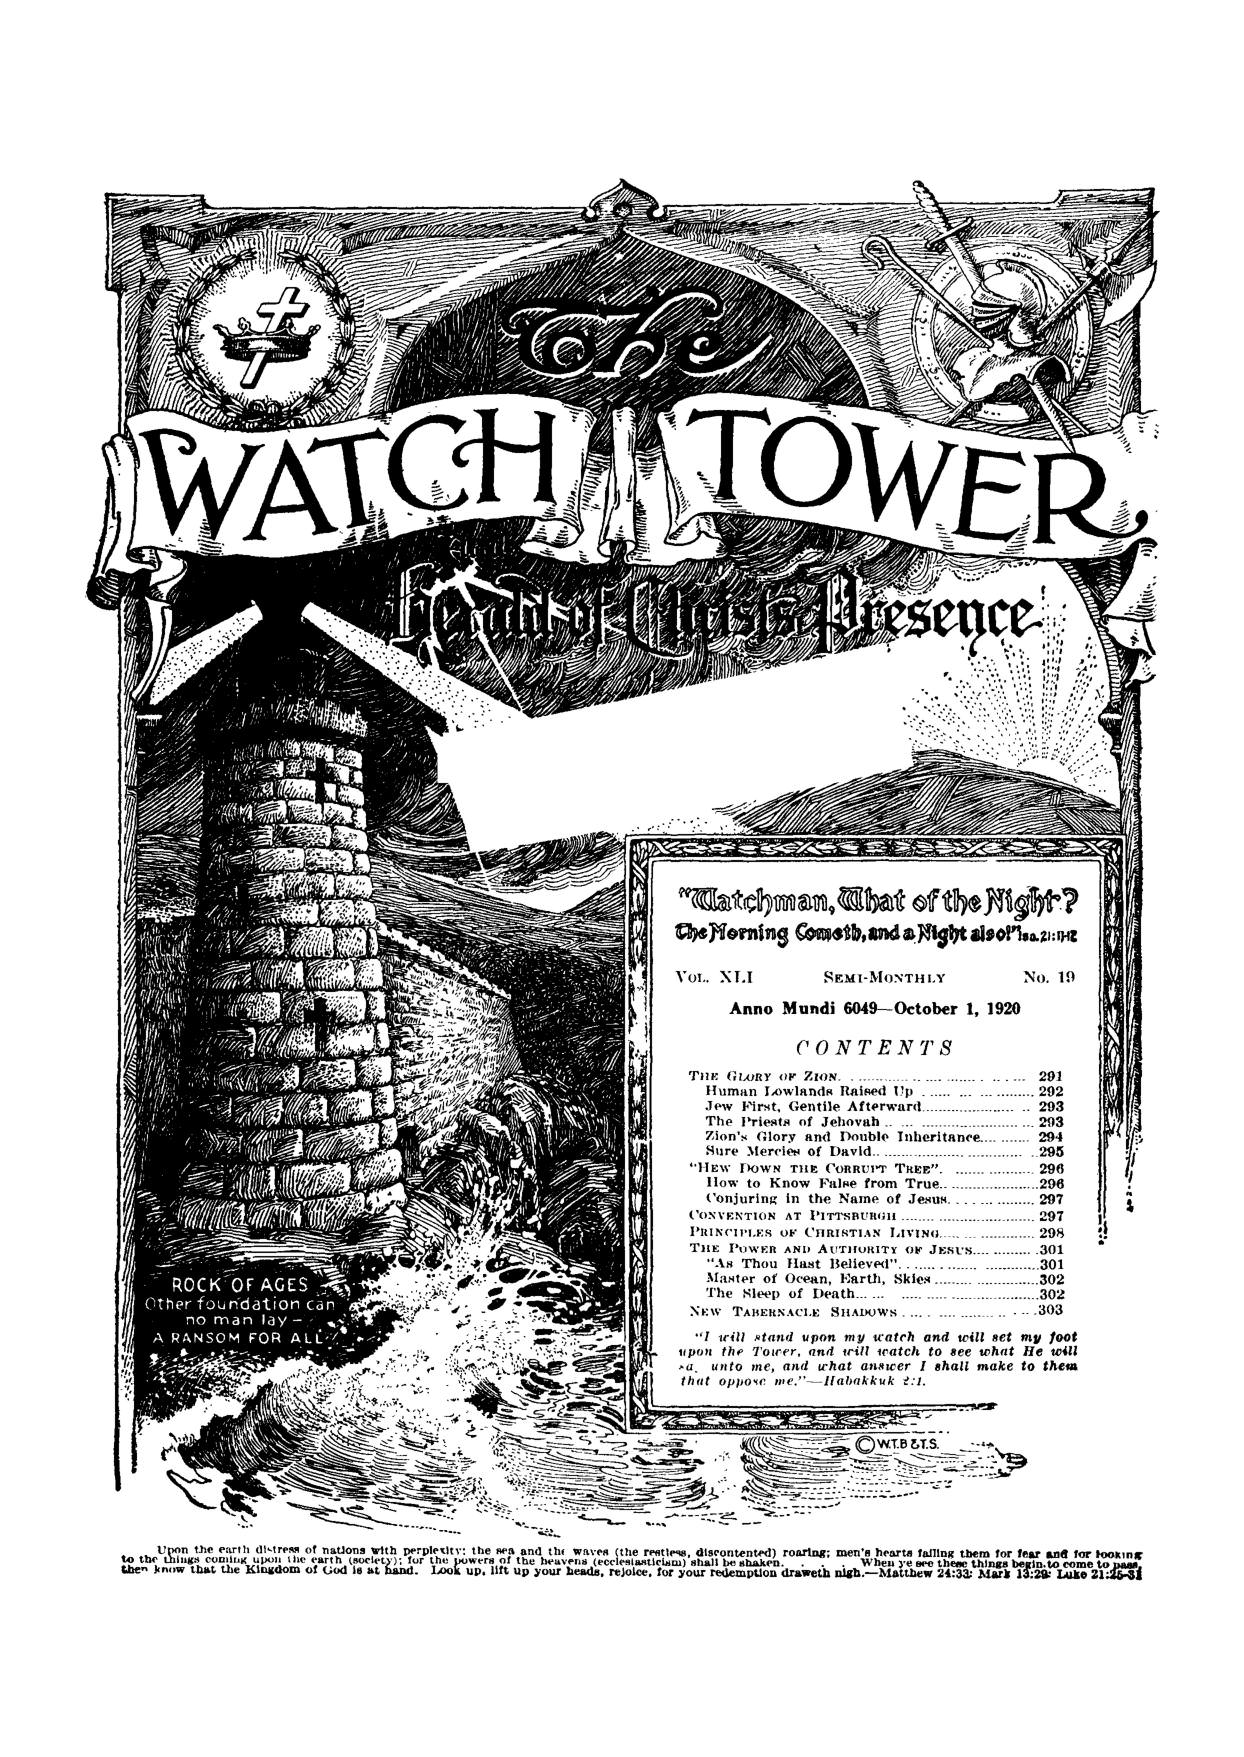 The
WATCH TOWER
Herald of Christ's Presence
"Watchman, What of the Night?
The Morning Cometh, and a Night also!" Isa. 21:11-12
VOL. XLI SEMI-MONTHLY No. 19
Anno Mundi 6049—October 1, 1920
CONTENTS
THE GLORY OF ZION. 291
Human Lowlands Raised Up 292
Jew First, Gentile Afterward 293
The Priests of Jehovah 293
Zion's Glory and Double Inheritance 294
Sure Mercies of David 295
"HEW DOWN THE CORRUPT TREE". 296
How to Know False from True 296
Conjuring in the Name of Jesus 297
CONVENTION AT PITTSBURGH 297
PRINCIPLES OF CHRISTIAN LIVING 298
THE POWER AND AUTHORITY OF JESUS 301
"As Thou Hast Believed" 301
Master of Ocean, Earth, Skies 302
The Sleep of Death 302
NEW TABERNACLE SHADOWS 303
"I will stand upon my watch and will set my foot
upon the Tower, and will watch to see what He will
unto me, and what answer I shall make to them
that oppose me."—Habakkuk 2:1.
ROCK OF AGES
Other foundation can
no man lay –
A RANSOM FOR ALL
© W.T.B & T.S.
Upon the earth distress of nations with perplexity; the sea and the waves (the restless, discontented) roaring; men's hearts failing them for fear and for looking
to the things coming upon the earth (society); for the powers of the heavens (ecclesiasticism) shall be shaken. . . . When ye see these things begin to come to pass,
then know that the Kingdom of God is at hand. Look up, lift up your heads, rejoice, for your redemption draweth nigh.—Matthew 24:33; Mark 13:29; Luke 21:25-31